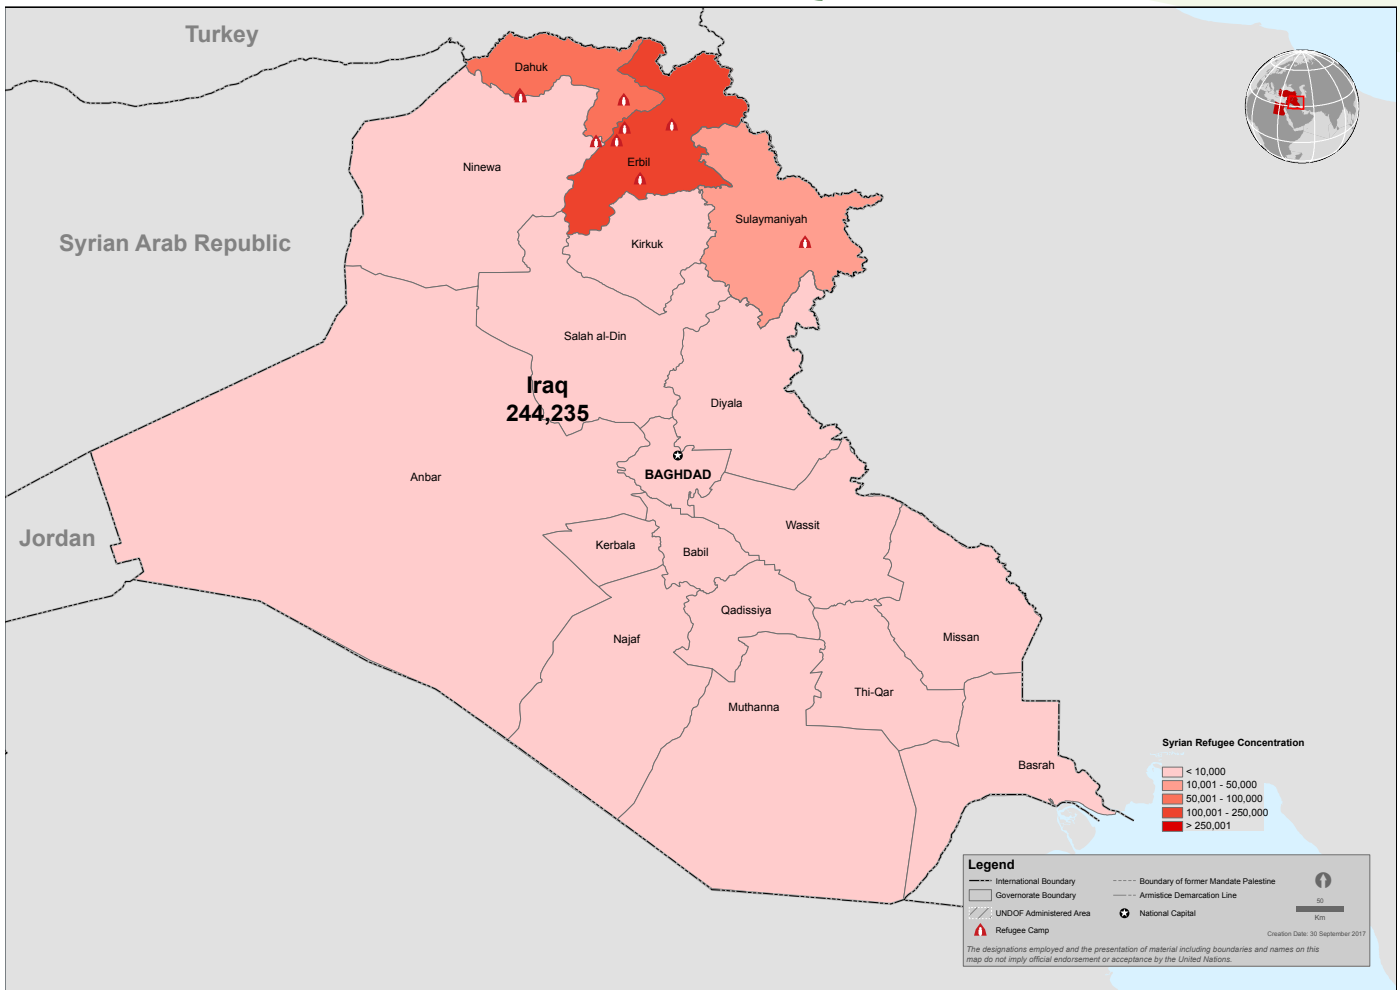 Turkey
Dahuk
Ninewa
Erbil
Sulaymaniyah
Syrian Arab Republic
Kirkuk
Salah al-Din
Iraq
244,235
Diyala
BAGHDAD
Anbar
Wassit
Jordan
Kerbala
Babil
Qadissiya
Najaf
Missan
Thi-Qar
Muthanna
Basrah
Syrian Refugee Concentration
< 10,000
10,001 - 50,000
50,001 - 100,000
100,001 - 250,000
> 250,001
Legend
International Boundary
Governorate Boundary
UNDOF Administered Area
Refugee Camp
Boundary of former Mandate Palestine
Armistice Demarcation Line
National Capital
50
Km
Creation Date: 30 September 2017
The designations employed and the presentation of material including boundaries and names on this
map do not imply official endorsement or acceptance by the United Nations.